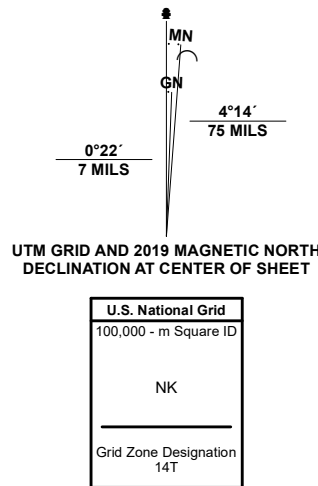 MN
GN
4°14´
75 MILS
0°22´
7 MILS
UTM GRID AND 2019 MAGNETIC NORTH
DECLINATION AT CENTER OF SHEET
U.S. National Grid
100,000 - m Square ID
NK
Grid Zone Designation
14T